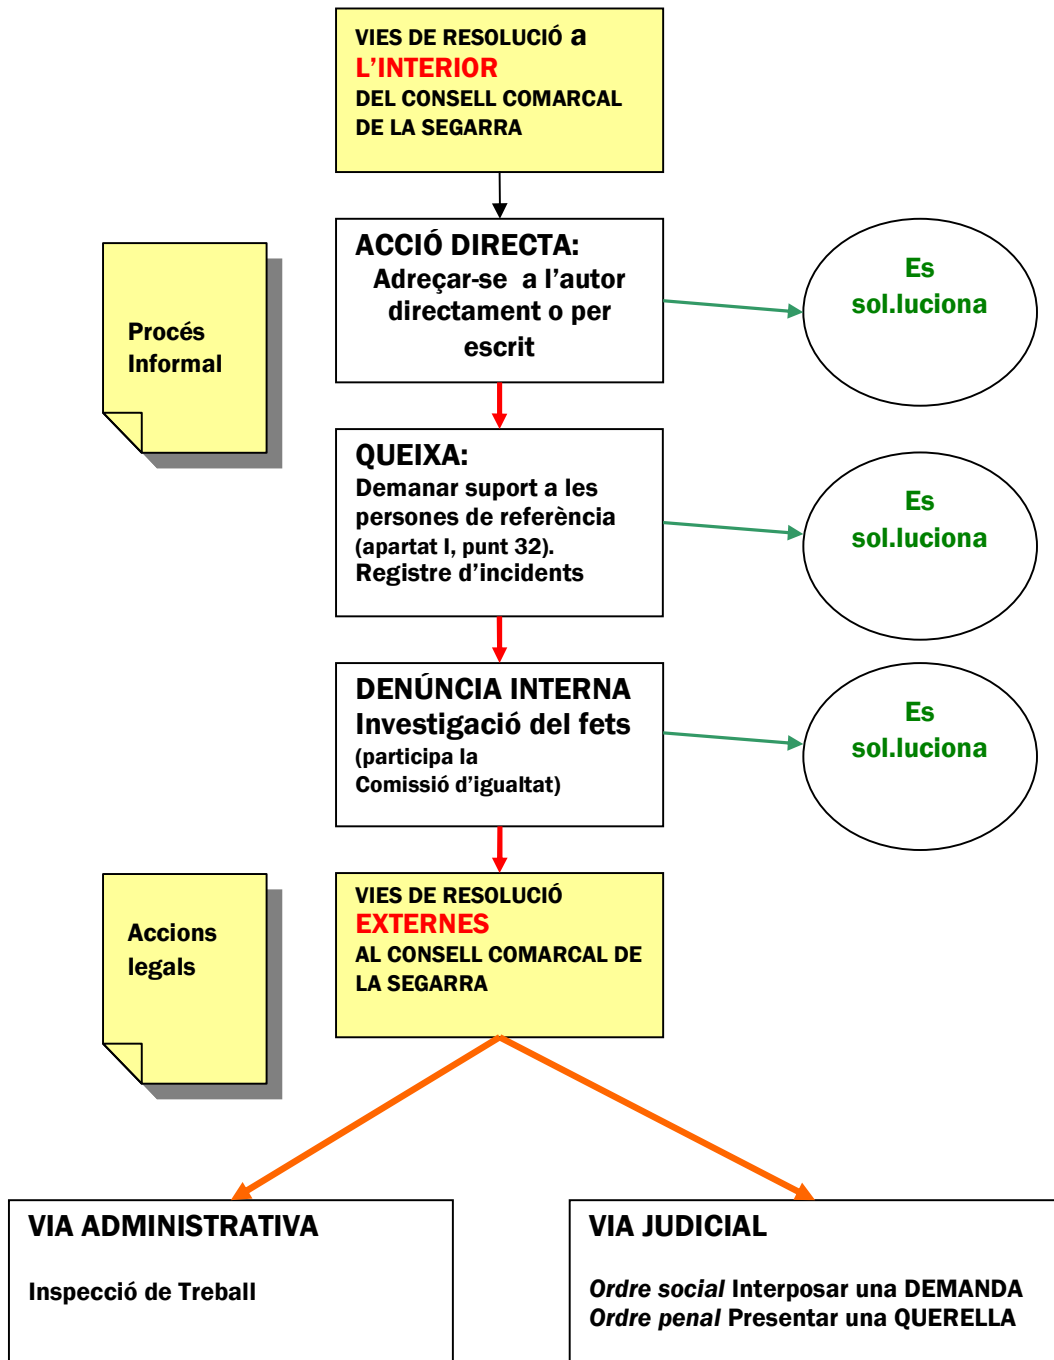 VIES DE RESOLUCIÓ a
L’INTERIOR
DEL CONSELL COMARCAL
DE LA SEGARRA
ACCIÓ DIRECTA:
Adreçar-se a l’autor
directament o per
escrit
Es
sol.luciona
Procés
Informal
QUEIXA:
Demanar suport a les
persones de referència
(apartat I, punt 32).
Registre d’incidents
Es
sol.luciona
DENÚNCIA INTERNA
Investigació del fets
(participa la
Comissió d’igualtat)
Es
sol.luciona
VIES DE RESOLUCIÓ
EXTERNES
AL CONSELL COMARCAL DE
LA SEGARRA
Accions
legals
VIA ADMINISTRATIVA
Inspecció de Treball
VIA JUDICIAL
Ordre social Interposar una DEMANDA
Ordre penal Presentar una QUERELLA